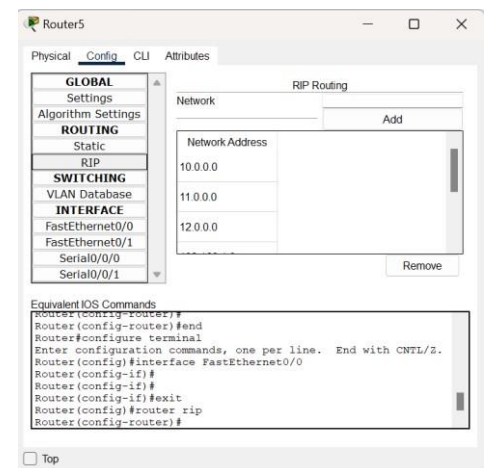 Router5
Physical Config CLI Attributes
GLOBAL
Settings
Algorithm Settings
ROUTING
Static
RIP
SWITCHING
VLAN Database
INTERFACE
FastEthernet0/0
FastEthernet0/1
Serial0/0/0
Serial0/0/1
RIP Routing
Network
Add
Network Address
10.0.0.0
11.0.0.0
12.0.0.0
Remove
Equivalent IOS Commands
Router(config-router)#
Router(config-router)#end
Router#configure terminal
Enter configuration commands, one per line. End with CNTL/Z.
Router(config)#interface FastEthernet0/0
Router(config-if)#
Router(config-if)#
Router(config-if)#exit
Router(config)#router rip
Router(config-router)#
Top